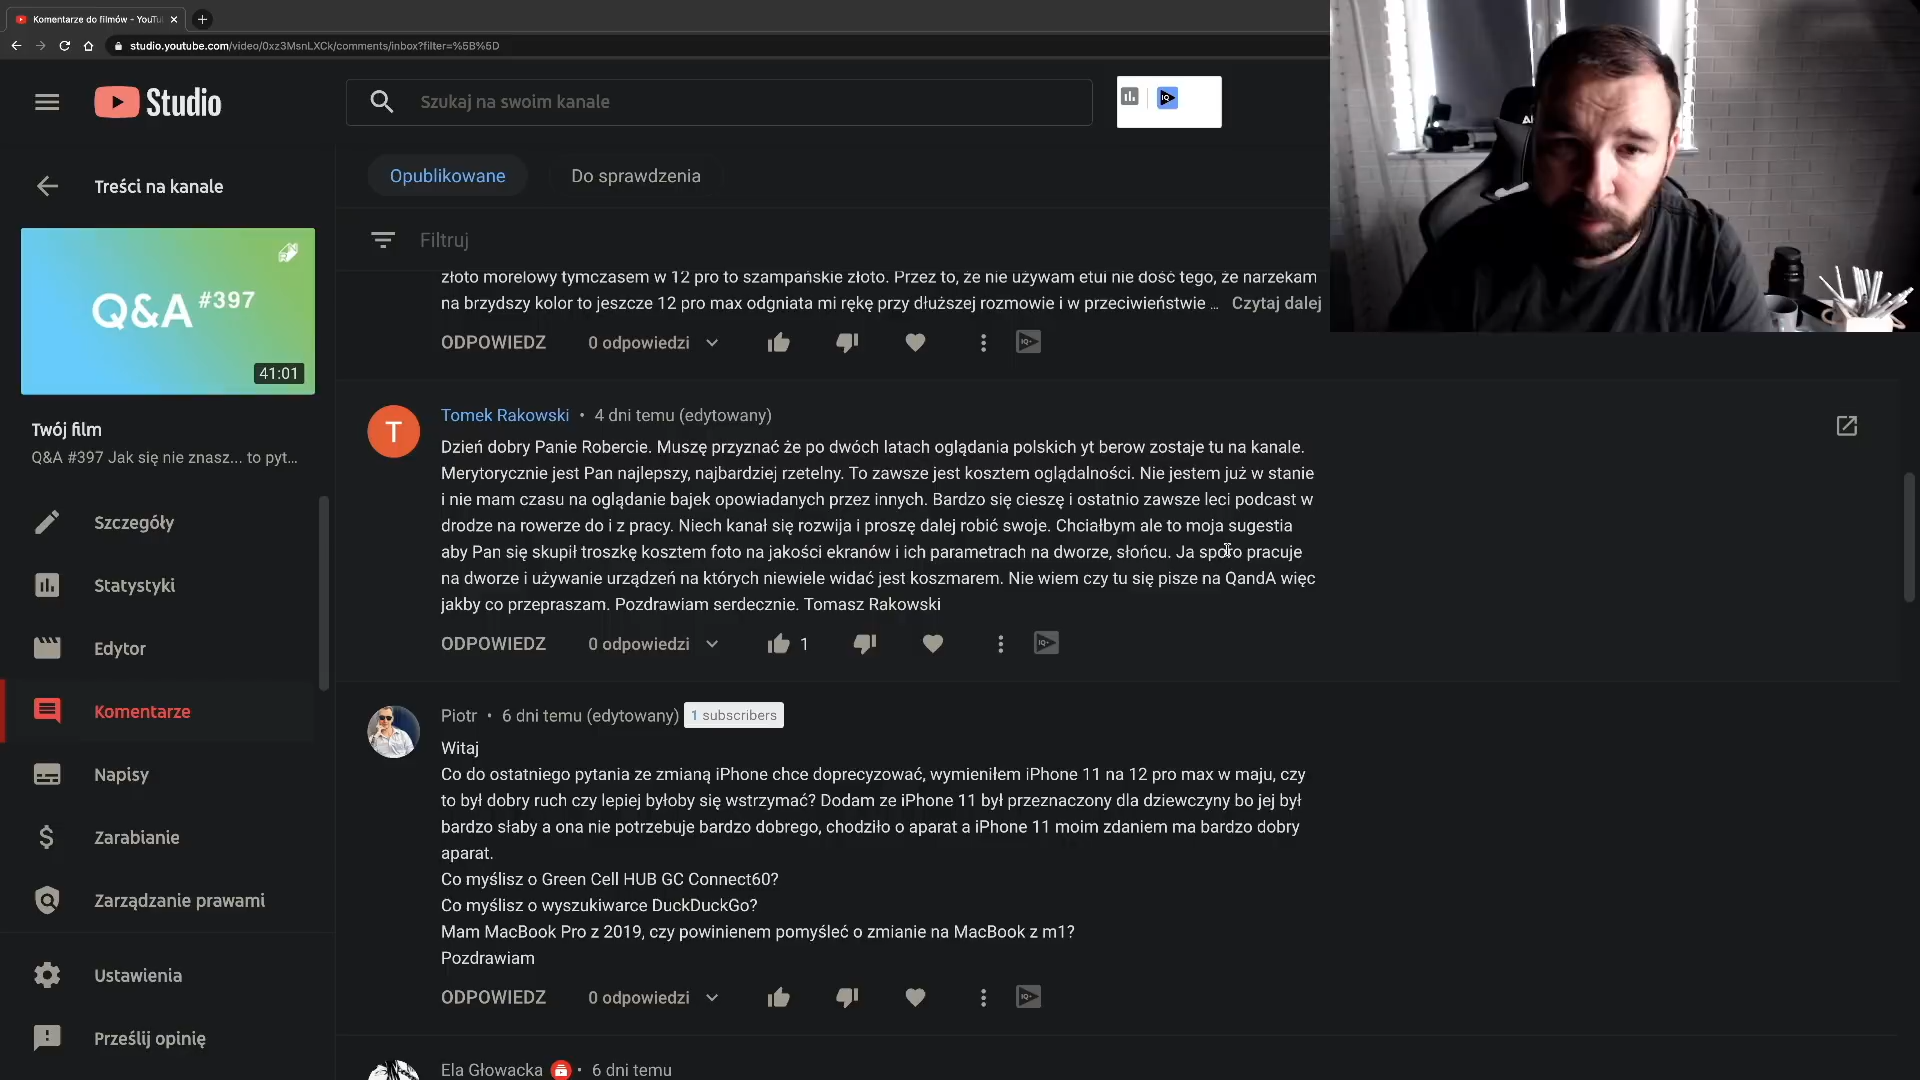 Komentarze do filmów - YouTu
studio.youtube.com/video/0xz3MsnLXCk/comments/inbox?filter=%5B%5D
Studio
Szukaj na swoim kanale
IQ
Treści na kanale
Opublikowane
Do sprawdzenia
Filtruj
Q&A #397
41:01
Twój film
Q&A #397 Jak się nie znasz... to pyt...
Szczegóły
Statystyki
Edytor
Komentarze
Napisy
Zarabianie
Zarządzanie prawami
Ustawienia
Prześlij opinię
złoto morelowy tymczasem w 12 pro to szampańskie złoto. Przez to, że nie używam etui nie dość tego, że narzekam
na brzydszy kolor to jeszcze 12 pro max odgniata mi rękę przy dłuższej rozmowie i w przeciwieństwie ... Czytaj dalej
ODPOWIEDZ 0 odpowiedzi
T
Tomek Rakowski • 4 dni temu (edytowany)
Dzień dobry Panie Robercie. Muszę przyznać że po dwóch latach oglądania polskich yt berow zostaje tu na kanale.
Merytorycznie jest Pan najlepszy, najbardziej rzetelny. To zawsze jest kosztem oglądalności. Nie jestem już w stanie
i nie mam czasu na oglądanie bajek opowiadanych przez innych. Bardzo się cieszę i ostatnio zawsze leci podcast w
drodze na rowerze do i z pracy. Niech kanał się rozwija i proszę dalej robić swoje. Chciałbym ale to moja sugestia
aby Pan się skupił troszkę kosztem foto na jakości ekranów i ich parametrach na dworze, słońcu. Ja sporo pracuje
na dworze i używanie urządzeń na których niewiele widać jest koszmarem. Nie wiem czy tu się pisze na QandA więc
jakby co przepraszam. Pozdrawiam serdecznie. Tomasz Rakowski
ODPOWIEDZ 0 odpowiedzi 1
Piotr • 6 dni temu (edytowany) 1 subscribers
Witaj
Co do ostatniego pytania ze zmianą iPhone chce doprecyzować, wymieniłem iPhone 11 na 12 pro max w maju, czy
to był dobry ruch czy lepiej byłoby się wstrzymać? Dodam ze iPhone 11 był przeznaczony dla dziewczyny bo jej był
bardzo słaby a ona nie potrzebuje bardzo dobrego, chodziło o aparat a iPhone 11 moim zdaniem ma bardzo dobry
aparat.
Co myślisz o Green Cell HUB GC Connect60?
Co myślisz o wyszukiwarce DuckDuckGo?
Mam MacBook Pro z 2019, czy powinienem pomyśleć o zmianie na MacBook z m1?
Pozdrawiam
ODPOWIEDZ 0 odpowiedzi
Ela Głowacka • 6 dni temu